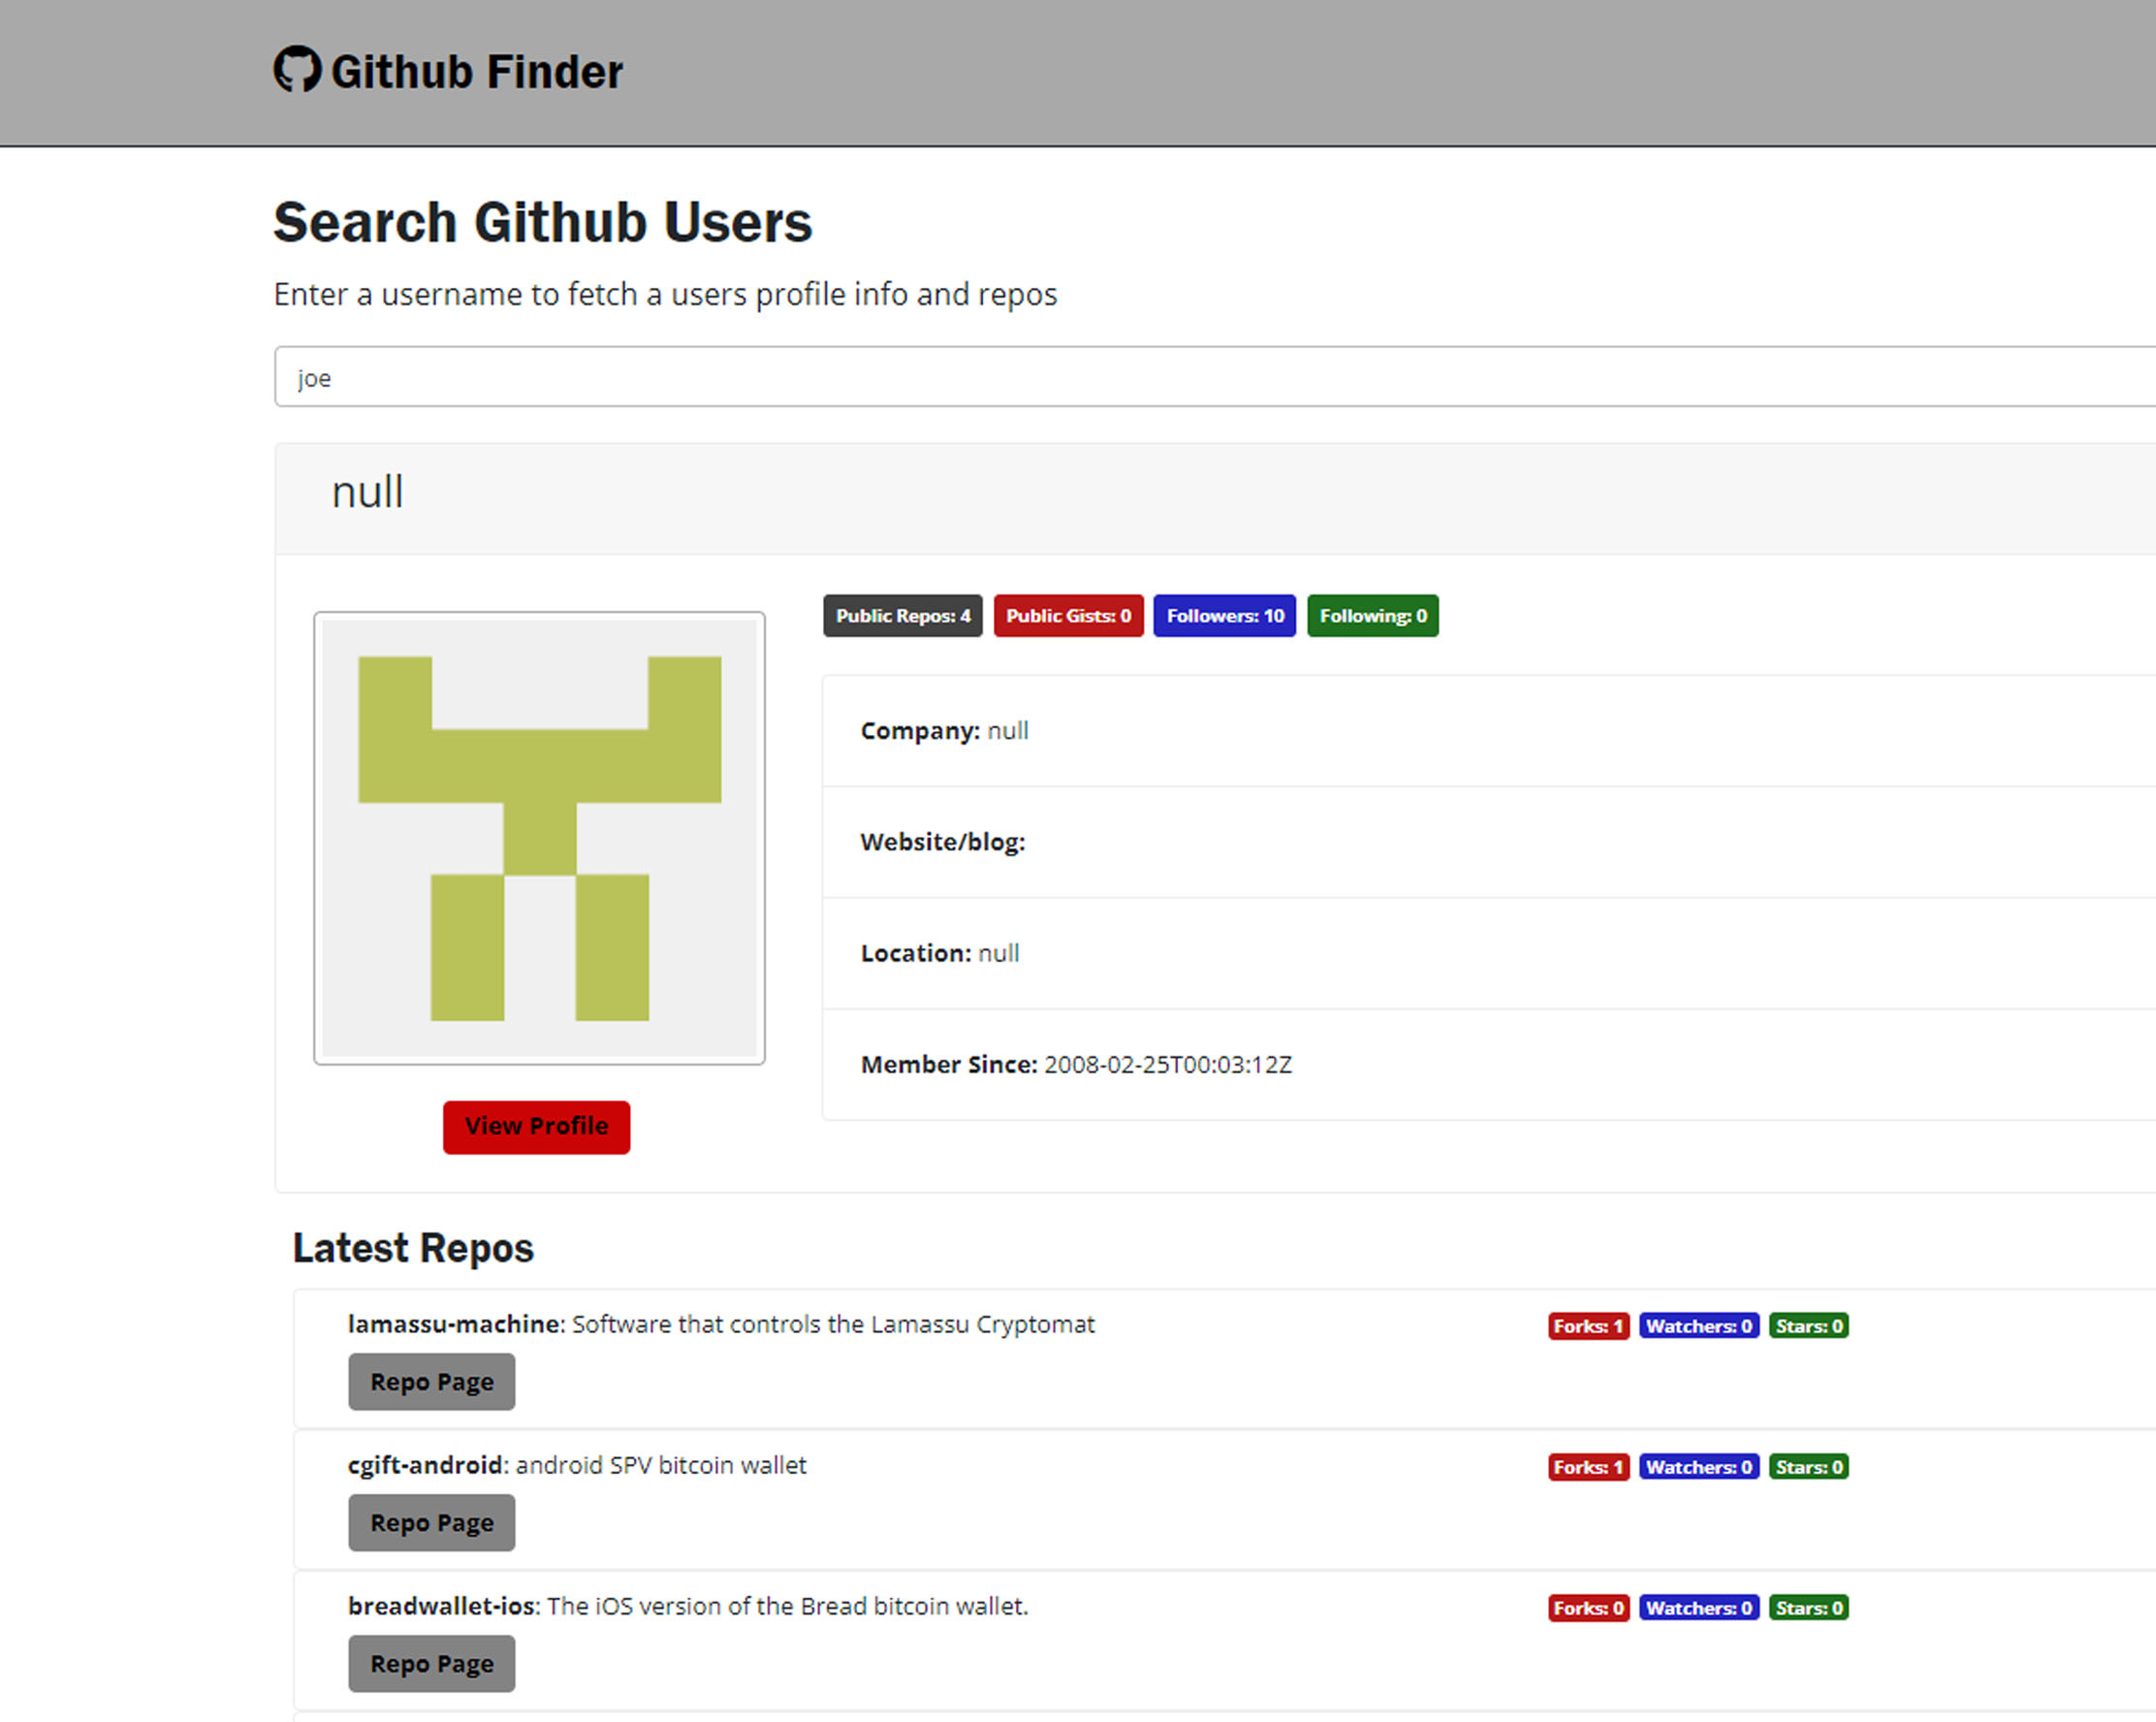 Github Finder
Search Github Users
Enter a username to fetch a users profile info and repos
joe
null
Public Repos: 4 Public Gists: 0 Followers: 10 Following: 0
Company: null
Website/blog:
Location: null
Member Since: 2008-02-25T00:03:12Z
View Profile
Latest Repos
lamassu-machine: Software that controls the Lamassu Cryptomat Forks: 1 Watchers: 0 Stars: 0
Repo Page
cgift-android: android SPV bitcoin wallet Forks: 1 Watchers: 0 Stars: 0
Repo Page
breadwallet-ios: The iOS version of the Bread bitcoin wallet. Forks: 0 Watchers: 0 Stars: 0
Repo Page